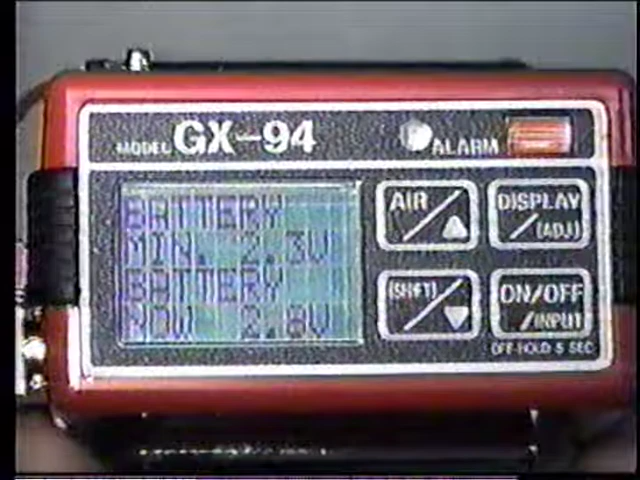 MODEL GX-94
ALARM
BATTERY
MIN. 2.3V
BATTERY
NOW 2.8V
AIR/▲
DISPLAY
/(ADJ)
(SHIFT)/▼
ON/OFF
/INPUT
OFF-HOLD 5 SEC